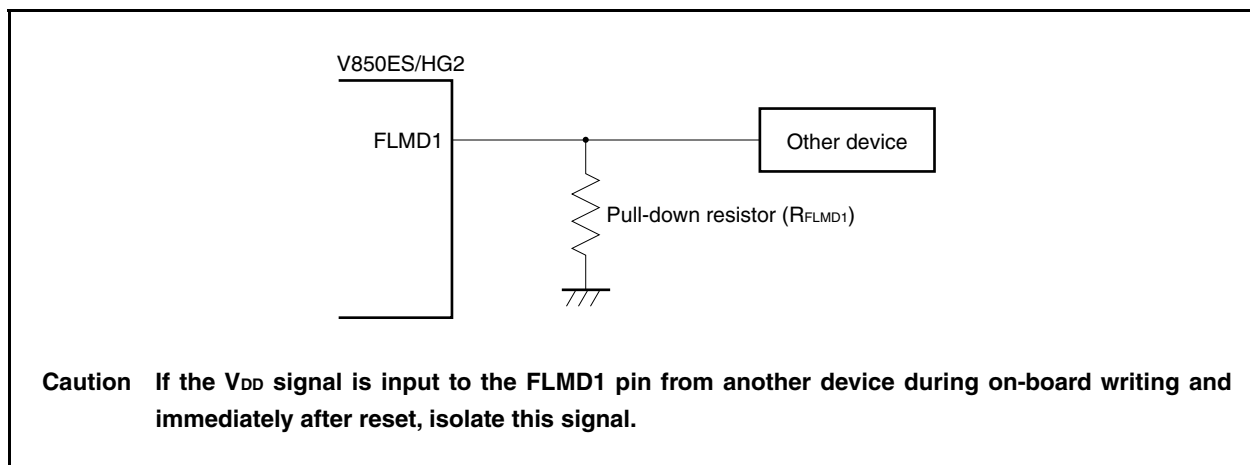 V850ES/HG2
FLMD1
Other device
Pull-down resistor (RFLMD1)
Caution If the VDD signal is input to the FLMD1 pin from another device during on-board writing and
immediately after reset, isolate this signal.